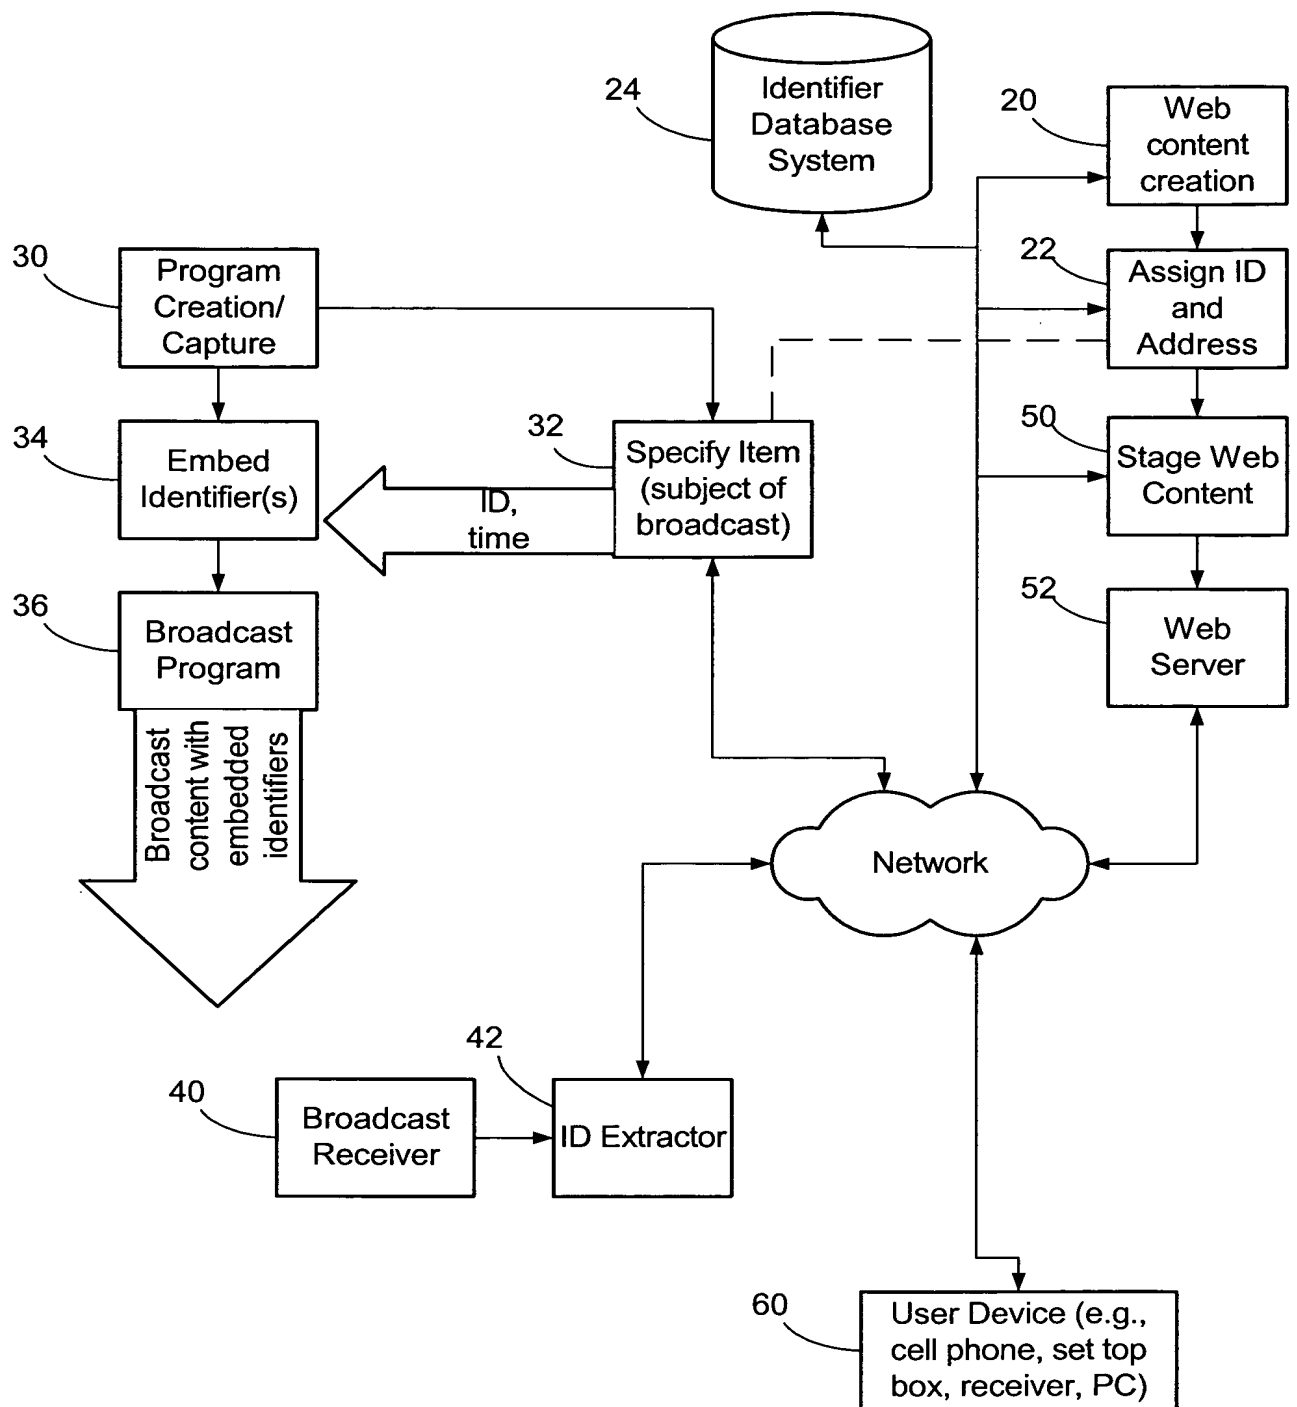 24
Identifier
Database
System
20
Web
content
creation
30
Program
Creation/
Capture
22
Assign ID
and
Address
34
Embed
Identifier(s)
ID,
time
32
Specify Item
(subject of
broadcast)
50
Stage Web
Content
36
Broadcast
Program
52
Web
Server
Broadcast
content with
embedded
identifiers
Network
40
Broadcast
Receiver
42
ID Extractor
60
User Device (e.g.,
cell phone, set top
box, receiver, PC)